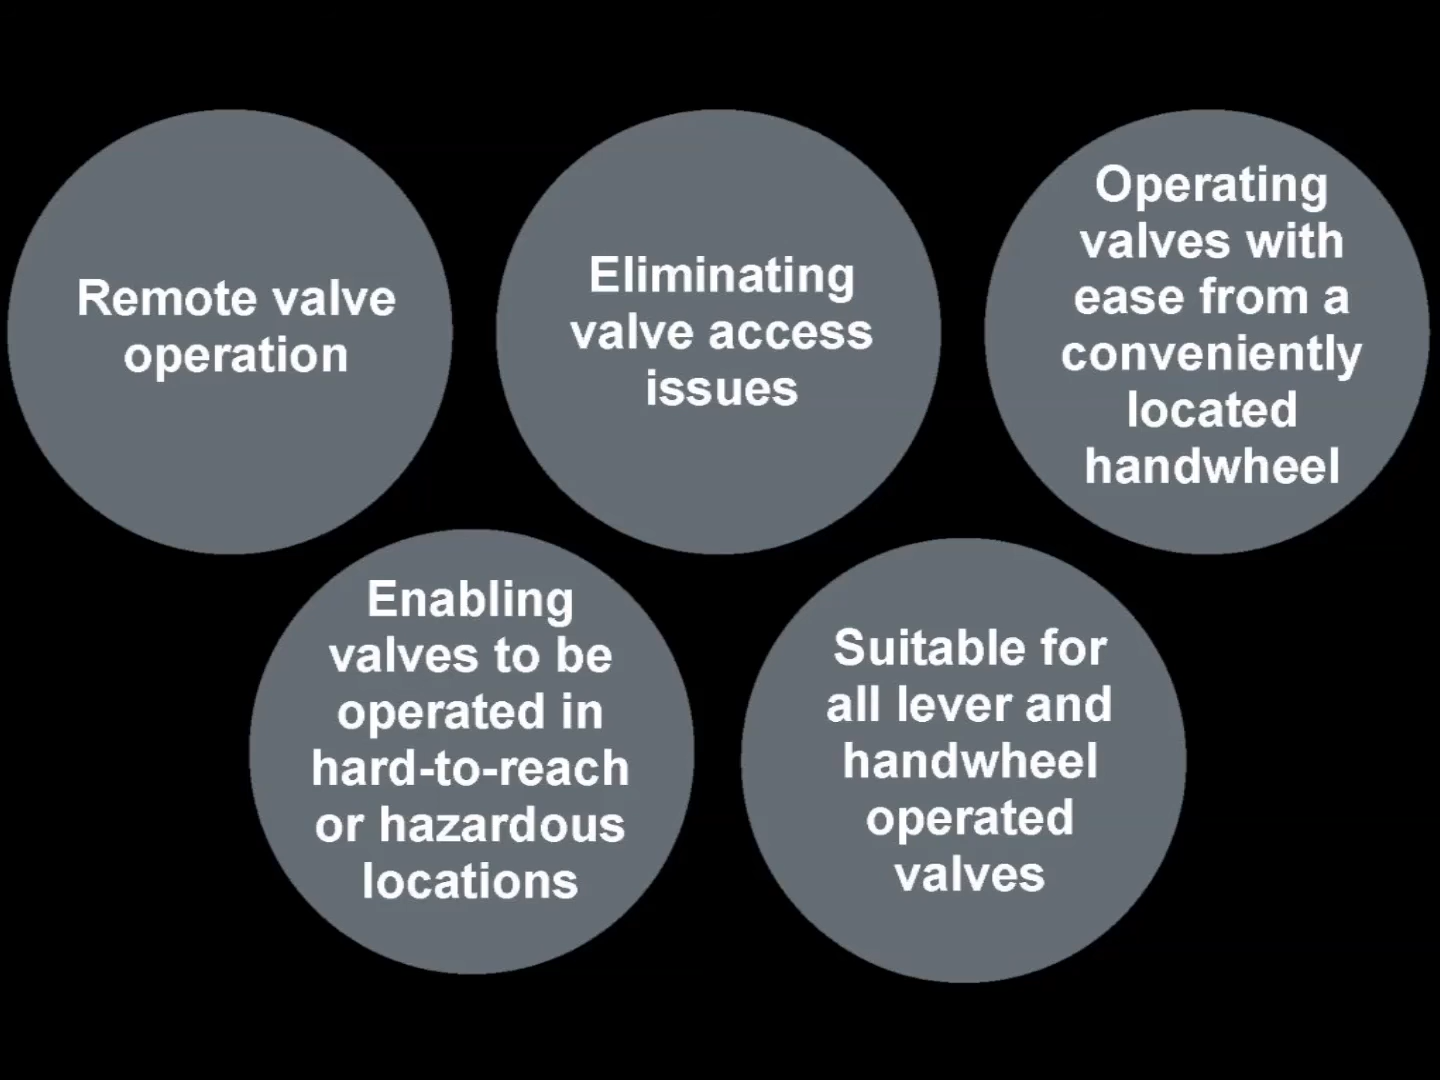 Remote valve
operation
Eliminating
valve access
issues
Operating
valves with
ease from a
conveniently
located
handwheel
Enabling
valves to be
operated in
hard-to-reach
or hazardous
locations
Suitable for
all lever and
handwheel
operated
valves